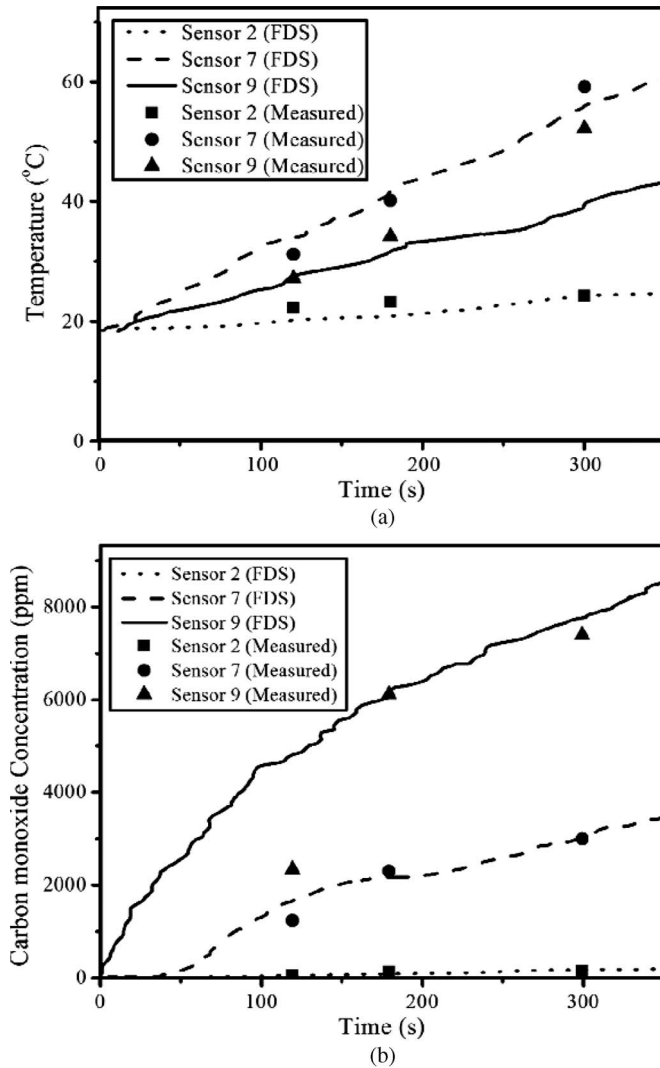 Sensor 2 (FDS)
Sensor 7 (FDS)
Sensor 9 (FDS)
Sensor 2 (Measured)
Sensor 7 (Measured)
Sensor 9 (Measured)
Temperature (°C)
60
40
20
0
0
100
200
300
Time (s)
(a)
Sensor 2 (FDS)
Sensor 7 (FDS)
Sensor 9 (FDS)
Sensor 2 (Measured)
Sensor 7 (Measured)
Sensor 9 (Measured)
Carbon monoxide Concentration (ppm)
8000
6000
4000
2000
0
0
100
200
300
Time (s)
(b)